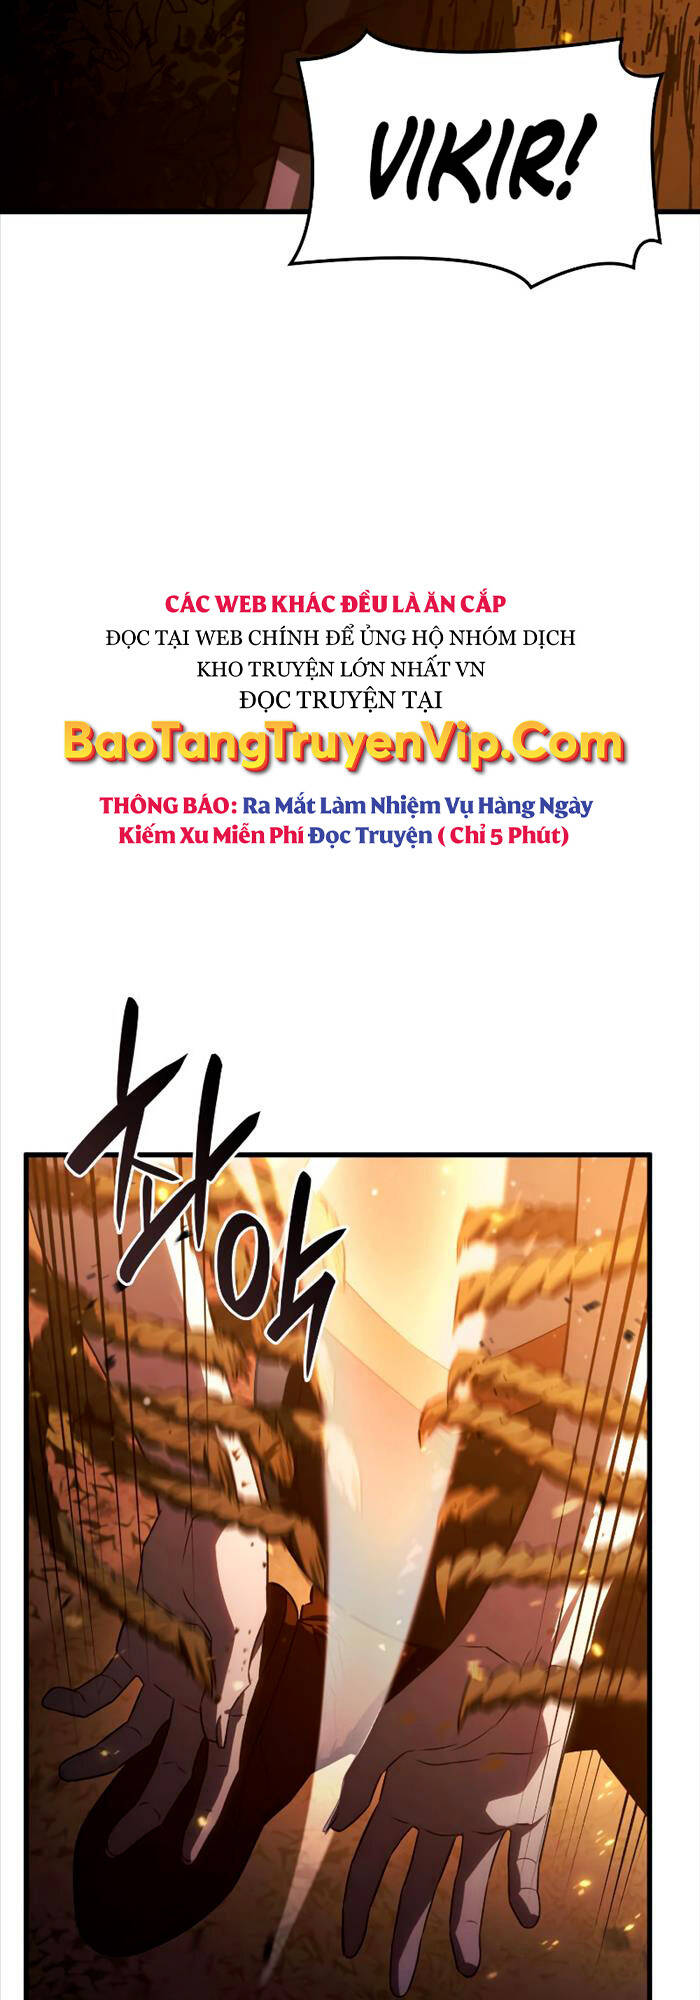 VIKIR!
CÁC WEB KHÁC ĐỀU LÀ ĂN CẮP
ĐỌC TẠI WEB CHÍNH ĐỂ ỦNG HỘ NHÓM DỊCH
KHO TRUYỆN LỚN NHẤT VN
ĐỌC TRUYỆN TẠI
BaoTangTruyenVip.Com
THÔNG BÁO: Ra Mắt Làm Nhiệm Vụ Hàng Ngày
Kiếm Xu Miễn Phí Đọc Truyện ( Chỉ 5 Phút)